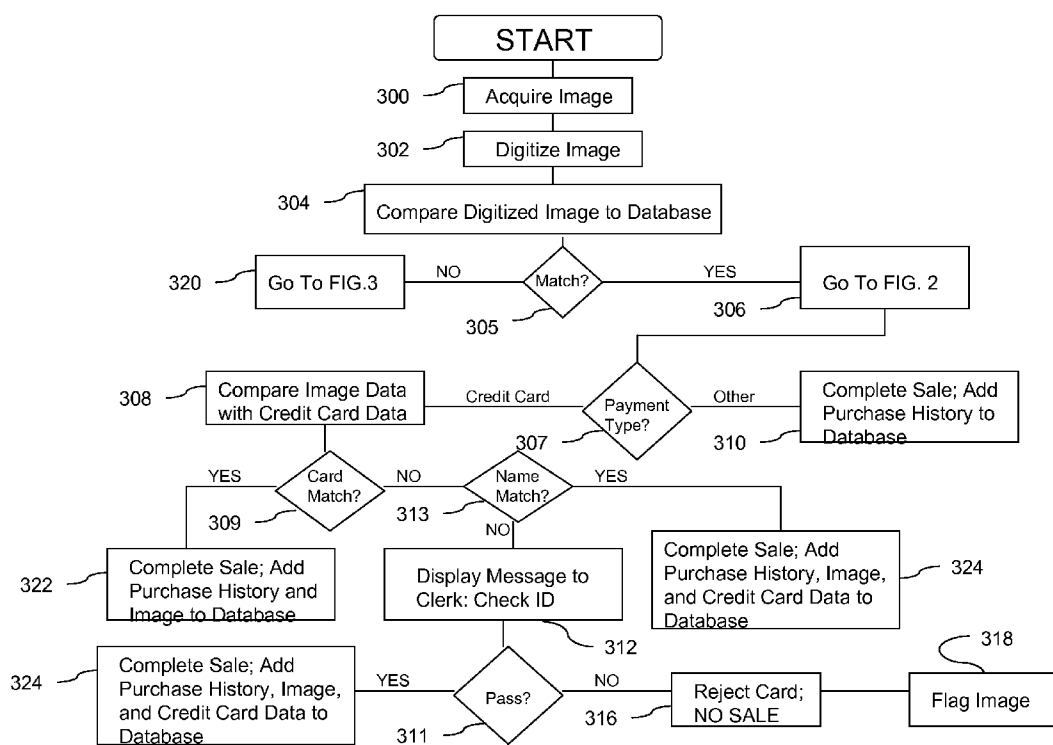 START
300
Acquire Image
302
Digitize Image
304
Compare Digitized Image to Database
320
Go To FIG.3
NO
Match?
YES
Go To FIG. 2
305
306
308
Compare Image Data
with Credit Card Data
Credit Card
Payment
Type?
Other
Complete Sale; Add
Purchase History to
Database
307
310
YES
Card
Match?
NO
Name
Match?
YES
309
313
NO
322
Complete Sale; Add
Purchase History and
Image to Database
Display Message to
Clerk: Check ID
Complete Sale; Add
Purchase History, Image,
and Credit Card Data to
Database
324
312
318
324
Complete Sale; Add
Purchase History, Image,
and Credit Card Data to
Database
YES
Pass?
NO
Reject Card;
NO SALE
Flag Image
311
316